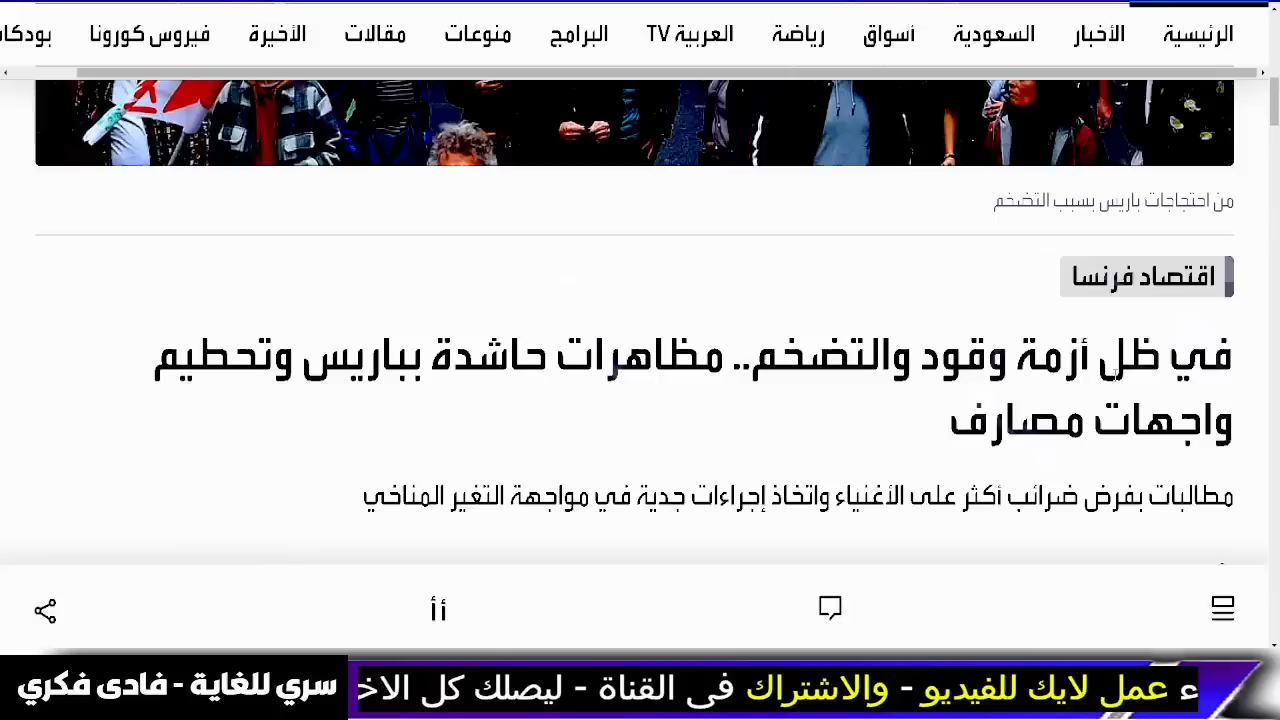 الرئيسية الأخبار السعودية أسواق رياضة العربية TV البرامج منوعات مقالات الأخيرة فيروس كورونا
من احتجاجات باريس بسبب التضخم
اقتصاد فرنسا
في ظل أزمة وقود والتضخم.. مظاهرات حاشدة بباريس وتحطيم
واجهات مصارف
مطالبات بفرض ضرائب أكثر على الأغنياء واتخاذ إجراءات جدية في مواجهة التغير المناخي
أأ
ء عمل لايك للفيديو - والاشتراك فى القناة - ليصلك كل الاخ
سري للغاية - فادى فكري